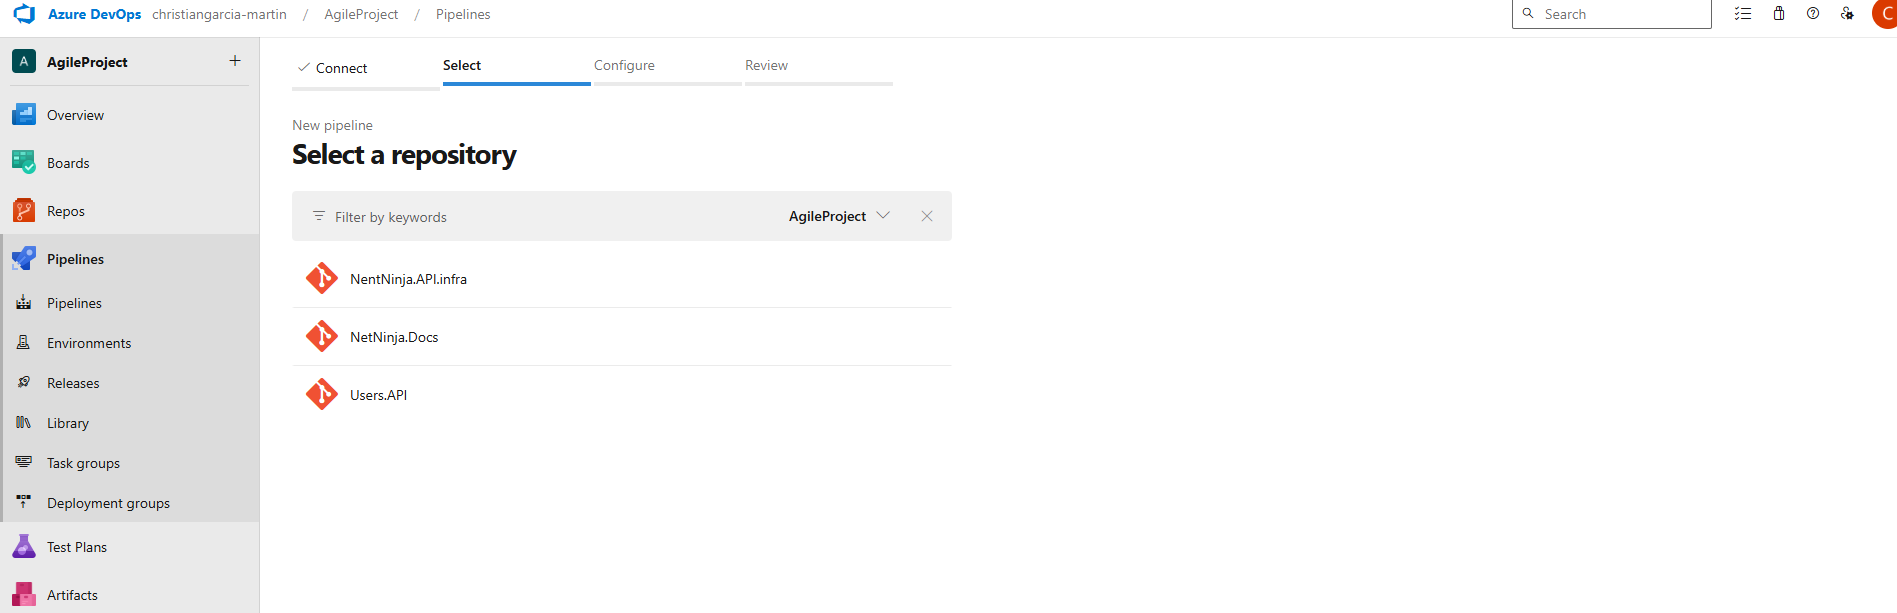 Azure DevOps christiangarcia-martin / AgileProject / Pipelines
Search
C
A AgileProject +
Overview
Boards
Repos
Pipelines
Pipelines
Environments
Releases
Library
Task groups
Deployment groups
Test Plans
Artifacts
Connect Select Configure Review
New pipeline
Select a repository
Filter by keywords AgileProject
NentNinja.API.infra
NetNinja.Docs
Users.API